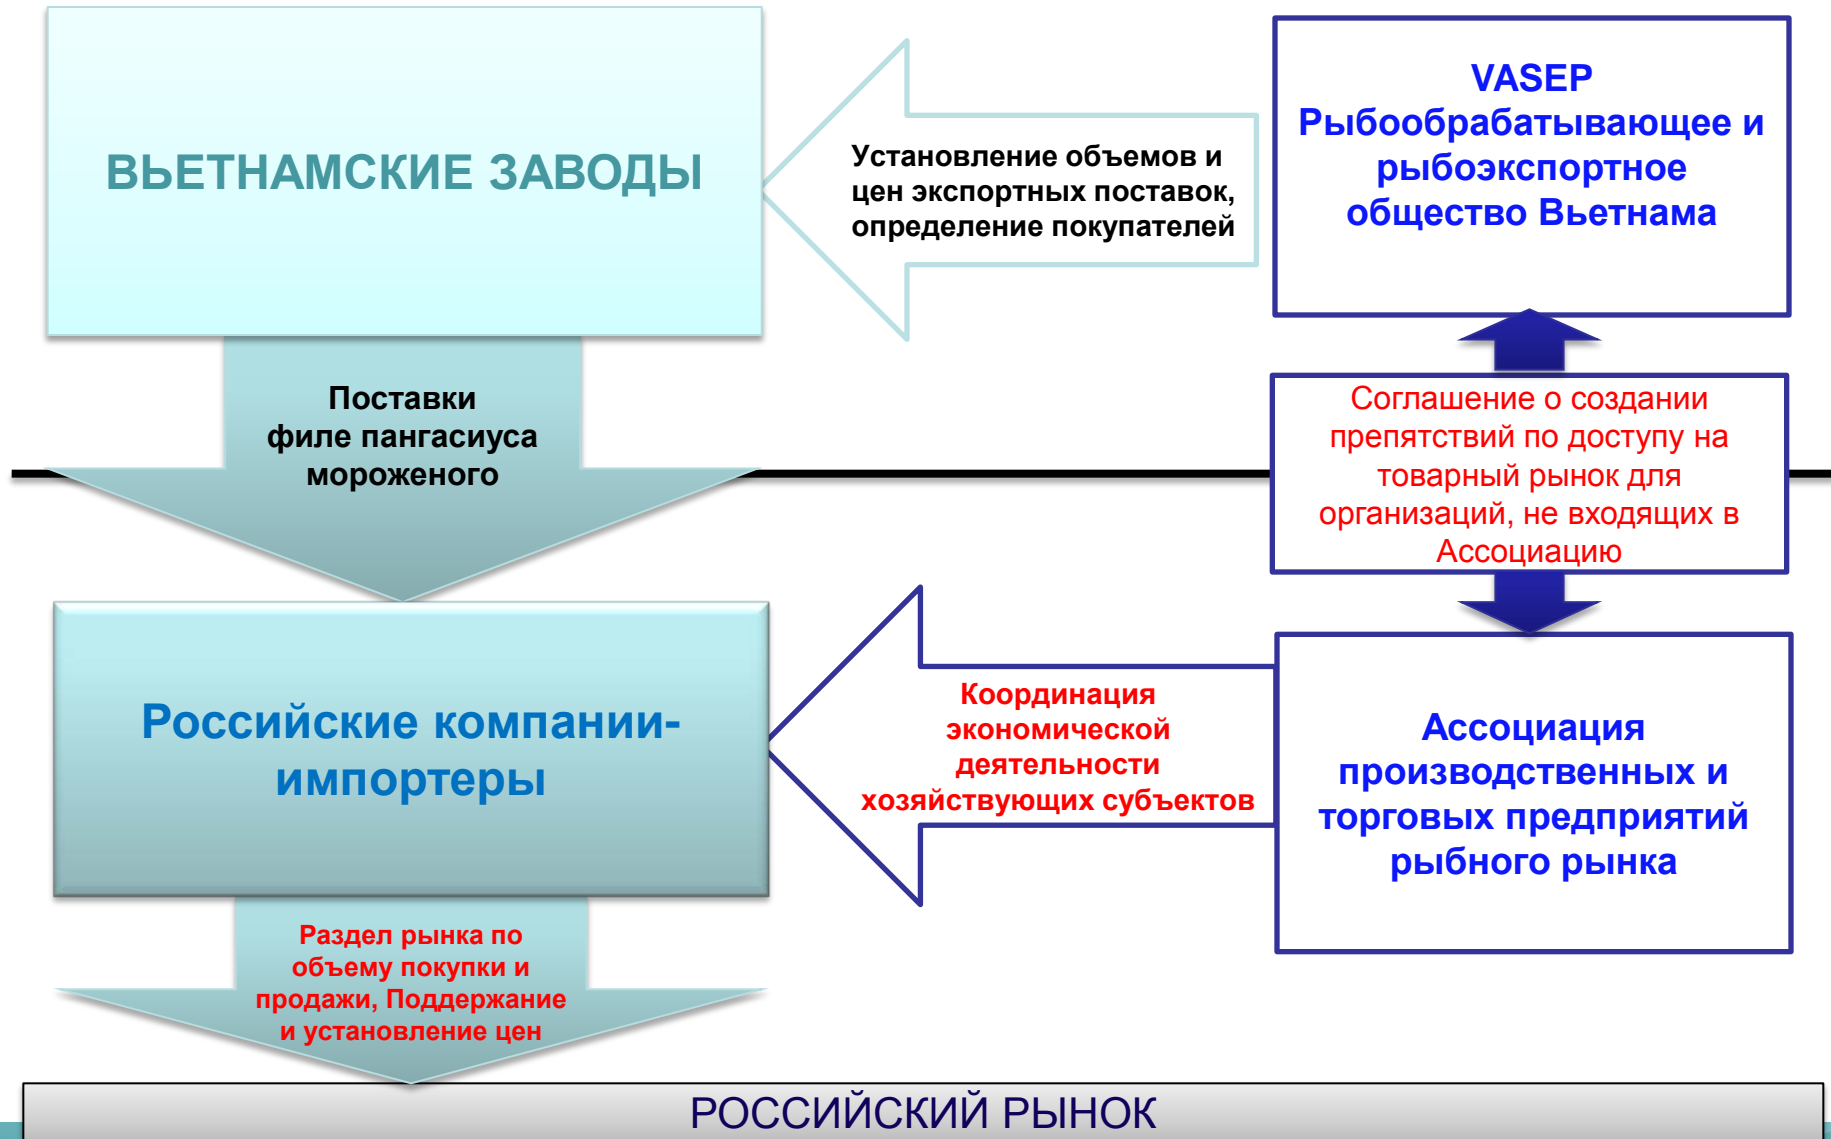 ВЬЕТНАМСКИЕ ЗАВОДЫ
Установление объемов и
цен экспортных поставок,
определение покупателей
VASEP
Рыбообрабатывающее и
рыбоэкспортное
общество Вьетнама
Поставки
филе пангасиуса
мороженого
Соглашение о создании
препятствий по доступу на
товарный рынок для
организаций, не входящих в
Ассоциацию
Российские компании-
импортеры
Координация
экономической
деятельности
хозяйствующих субъектов
Ассоциация
производственных и
торговых предприятий
рыбного рынка
Раздел рынка по
объему покупки и
продажи, Поддержание
и установление цен
РОССИЙСКИЙ РЫНОК